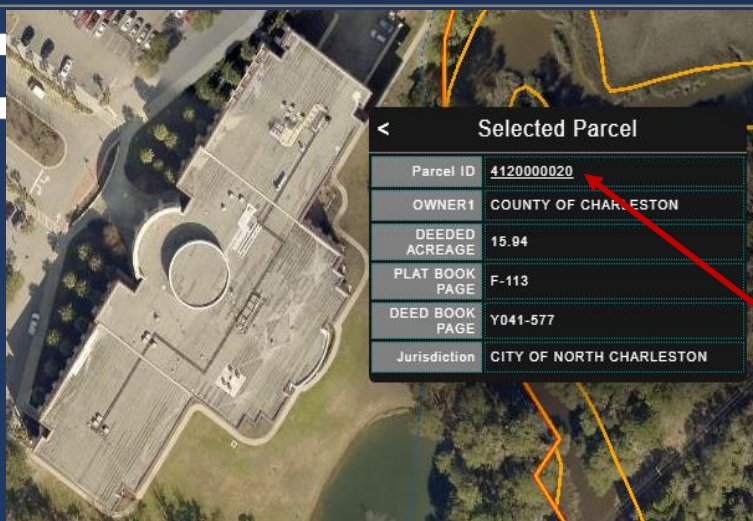 < Selected Parcel
Parcel ID 4120000020
OWNER1 COUNTY OF CHARLESTON
DEEDED
ACREAGE 15.94
PLAT BOOK
PAGE F-113
DEED BOOK
PAGE Y041-577
Jurisdiction CITY OF NORTH CHARLESTON